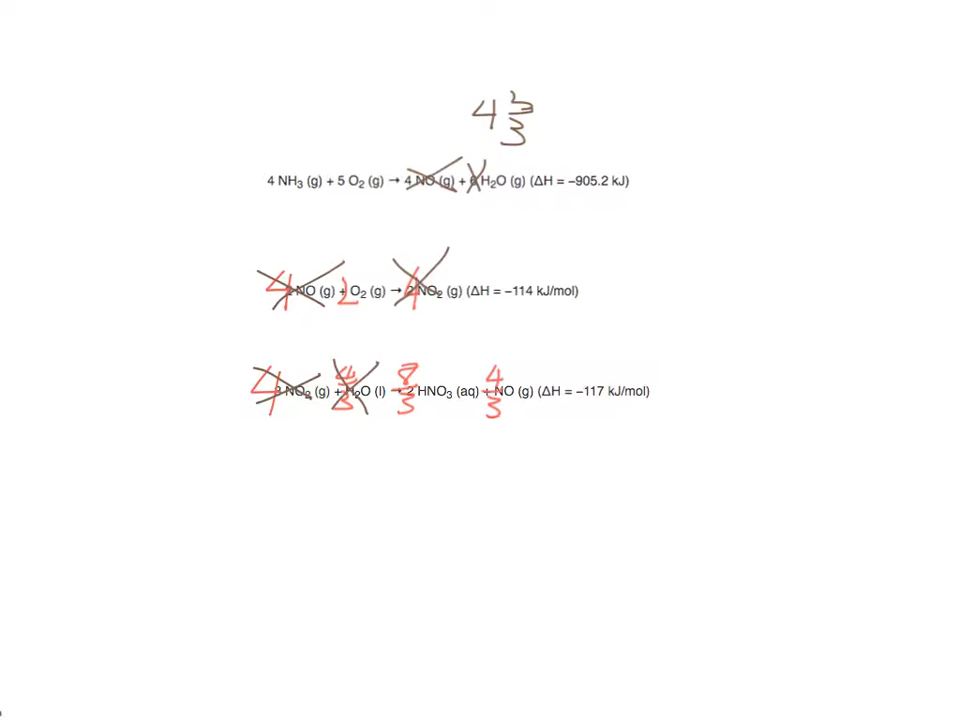 4 5/3
4 NH₃ (g) + 5 O₂ (g) → 4 NO (g) + 6 H₂O (g) (ΔH = −905.2 kJ)
4 2 4
2 NO (g) + O₂ (g) → 2 NO₂ (g) (ΔH = −114 kJ/mol)
4 4/3 8/3 4/3
3 NO₂ (g) + H₂O (l) → 2 HNO₃ (aq) + NO (g) (ΔH = −117 kJ/mol)